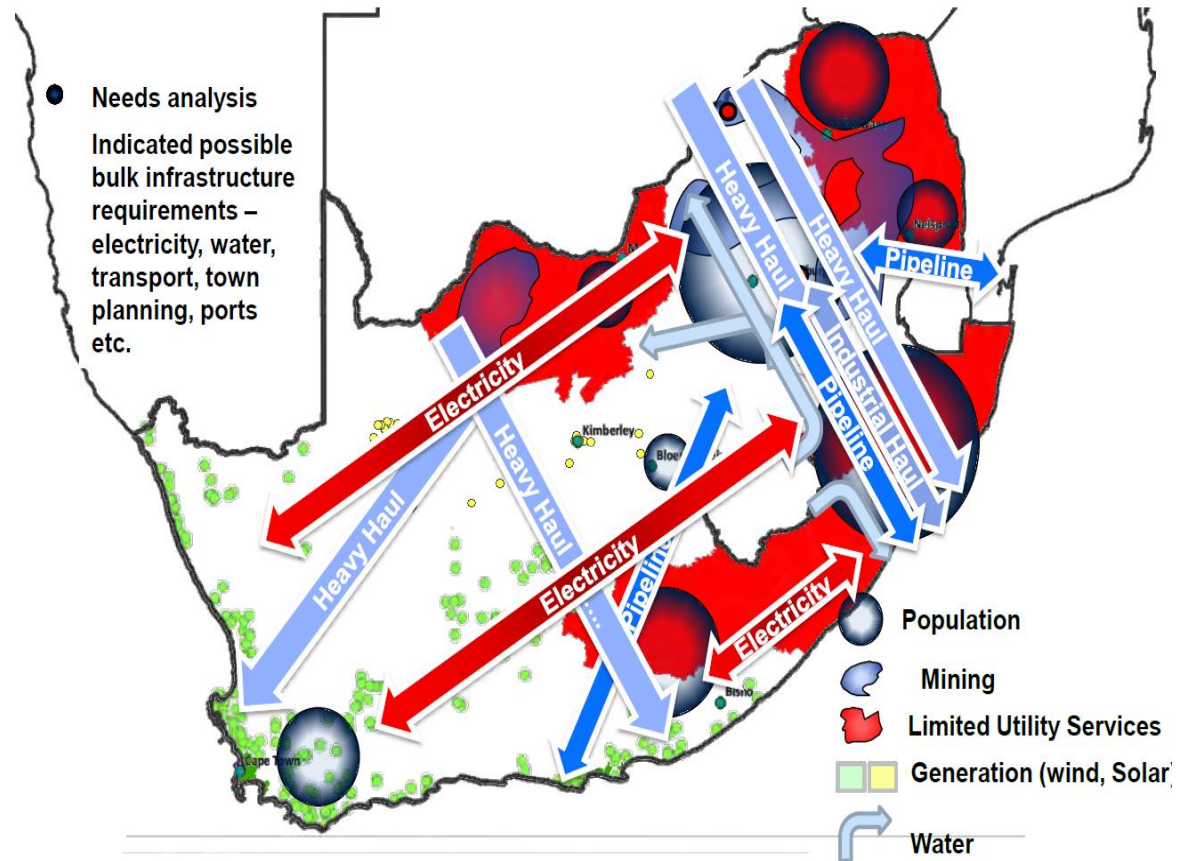 Needs analysis
Indicated possible
bulk infrastructure
requirements –
electricity, water,
transport, town
planning, ports
etc.
Heavy Haul
Heavy Haul
Pipeline
Industrial Haul
Pipeline
Electricity
Kimberley
Heavy Haul
Heavy Haul
.....
Electricity
Pipeline
Electricity
Bisho
Cape Town
Population
Mining
Limited Utility Services
Generation (wind, Solar)
Water